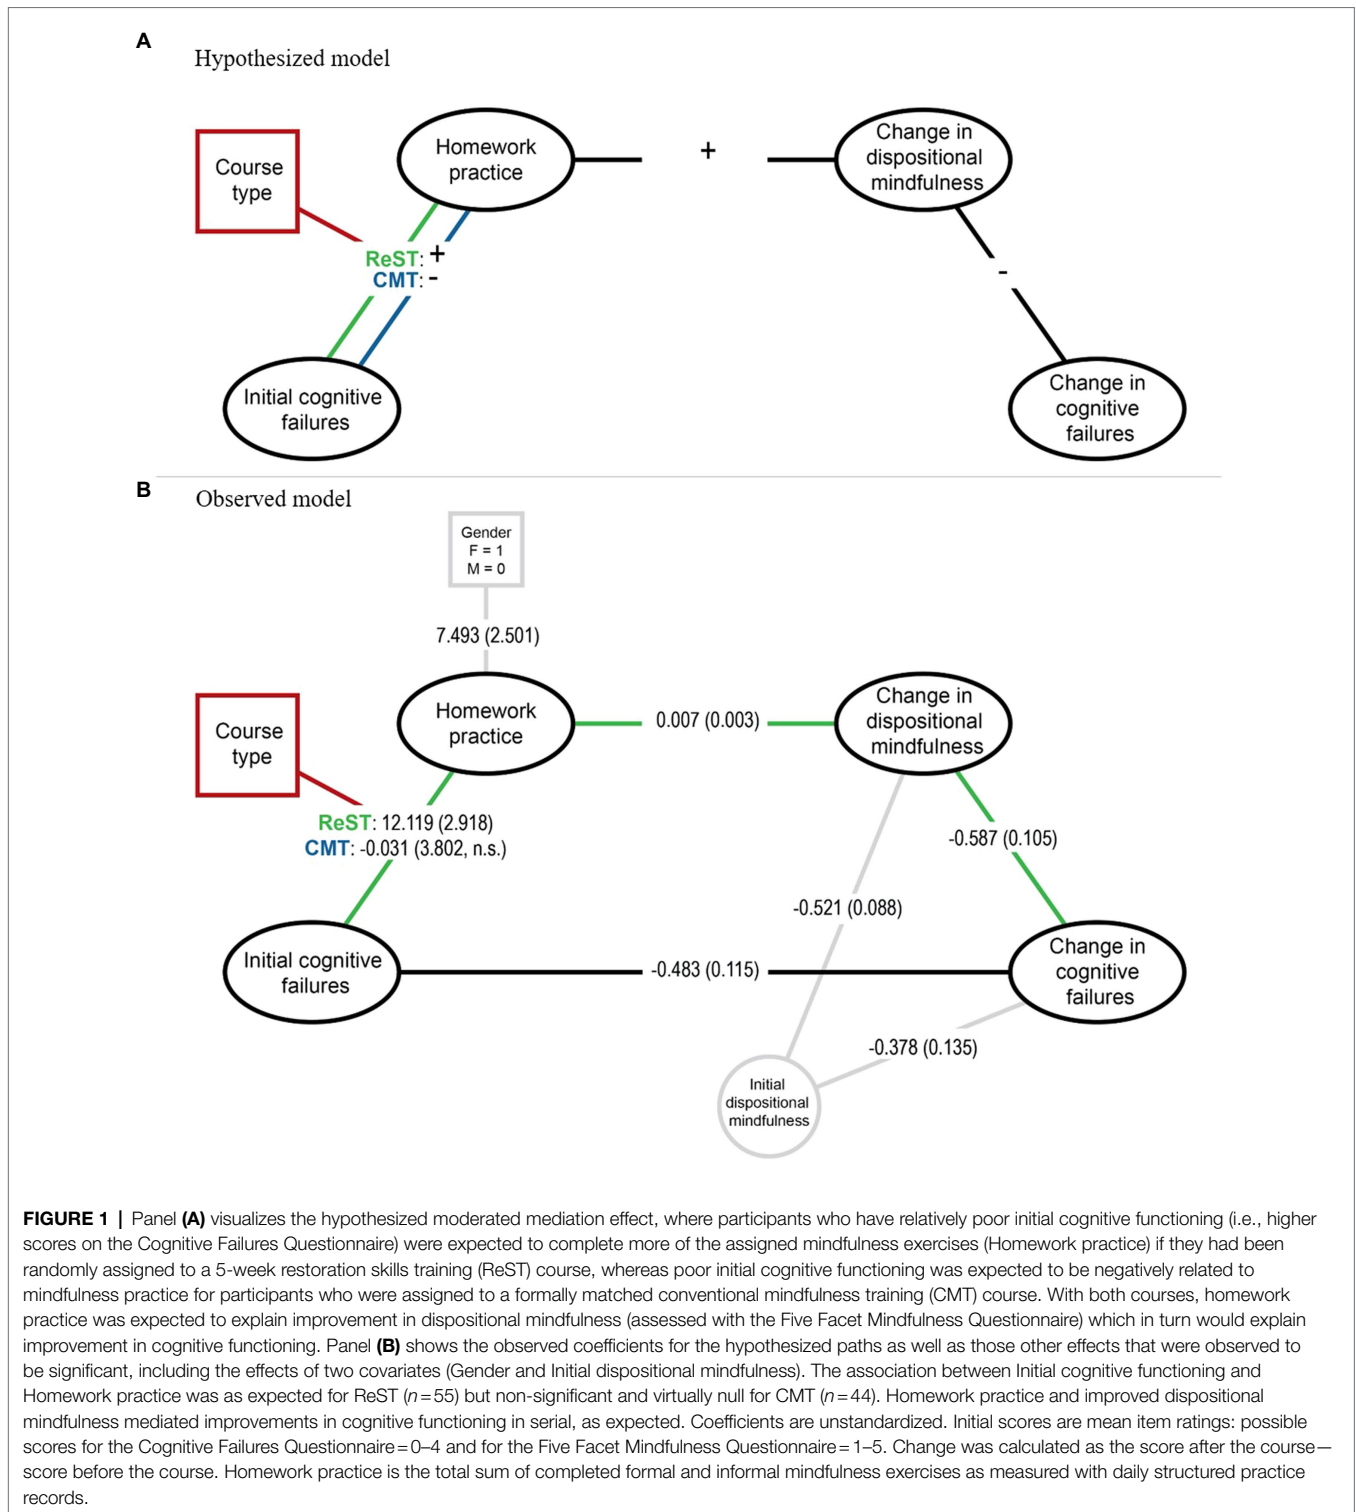 A
Hypothesized model
Course
type
Homework
practice
+
Change in
dispositional
mindfulness
ReST: +
CMT: -
-
Initial cognitive
failures
Change in
cognitive
failures
B
Observed model
Gender
F = 1
M = 0
7.493 (2.501)
Course
type
Homework
practice
0.007 (0.003)
Change in
dispositional
mindfulness
ReST: 12.119 (2.918)
CMT: -0.031 (3.802, n.s.)
-0.587 (0.105)
-0.521 (0.088)
Initial cognitive
failures
-0.483 (0.115)
Change in
cognitive
failures
-0.378 (0.135)
Initial
dispositional
mindfulness
FIGURE 1 | Panel (A) visualizes the hypothesized moderated mediation effect, where participants who have relatively poor initial cognitive functioning (i.e., higher
scores on the Cognitive Failures Questionnaire) were expected to complete more of the assigned mindfulness exercises (Homework practice) if they had been
randomly assigned to a 5-week restoration skills training (ReST) course, whereas poor initial cognitive functioning was expected to be negatively related to
mindfulness practice for participants who were assigned to a formally matched conventional mindfulness training (CMT) course. With both courses, homework
practice was expected to explain improvement in dispositional mindfulness (assessed with the Five Facet Mindfulness Questionnaire) which in turn would explain
improvement in cognitive functioning. Panel (B) shows the observed coefficients for the hypothesized paths as well as those other effects that were observed to
be significant, including the effects of two covariates (Gender and Initial dispositional mindfulness). The association between Initial cognitive functioning and
Homework practice was as expected for ReST (n=55) but non-significant and virtually null for CMT (n=44). Homework practice and improved dispositional
mindfulness mediated improvements in cognitive functioning in serial, as expected. Coefficients are unstandardized. Initial scores are mean item ratings: possible
scores for the Cognitive Failures Questionnaire=0–4 and for the Five Facet Mindfulness Questionnaire=1–5. Change was calculated as the score after the course—
score before the course. Homework practice is the total sum of completed formal and informal mindfulness exercises as measured with daily structured practice
records.